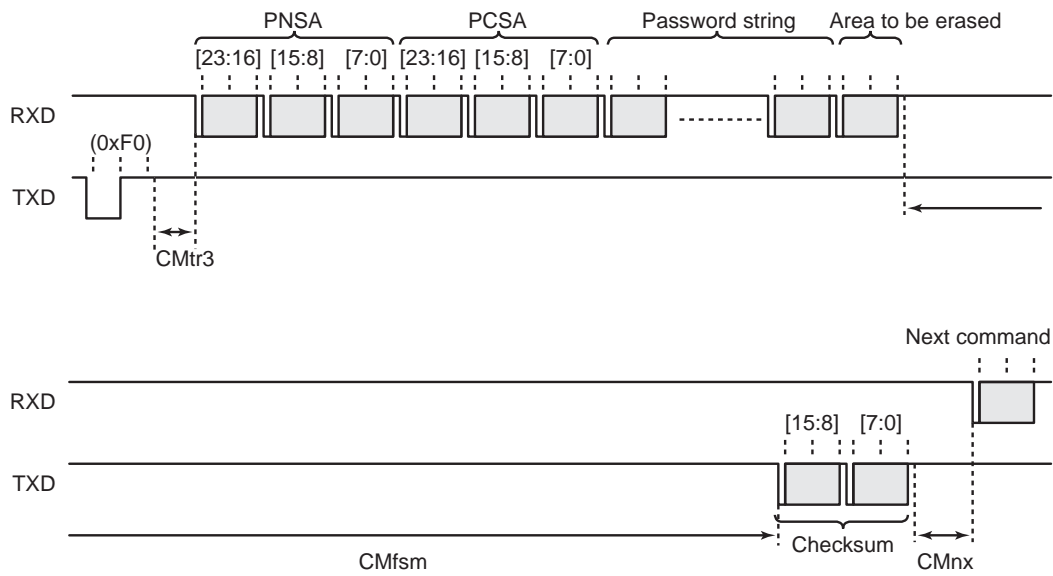 PNSA PCSA Password string Area to be erased
[23:16] [15:8] [7:0] [23:16] [15:8] [7:0]
RXD
(0xF0)
TXD
CMtr3
Next command
RXD
[15:8] [7:0]
TXD
Checksum
CMfsm CMnx